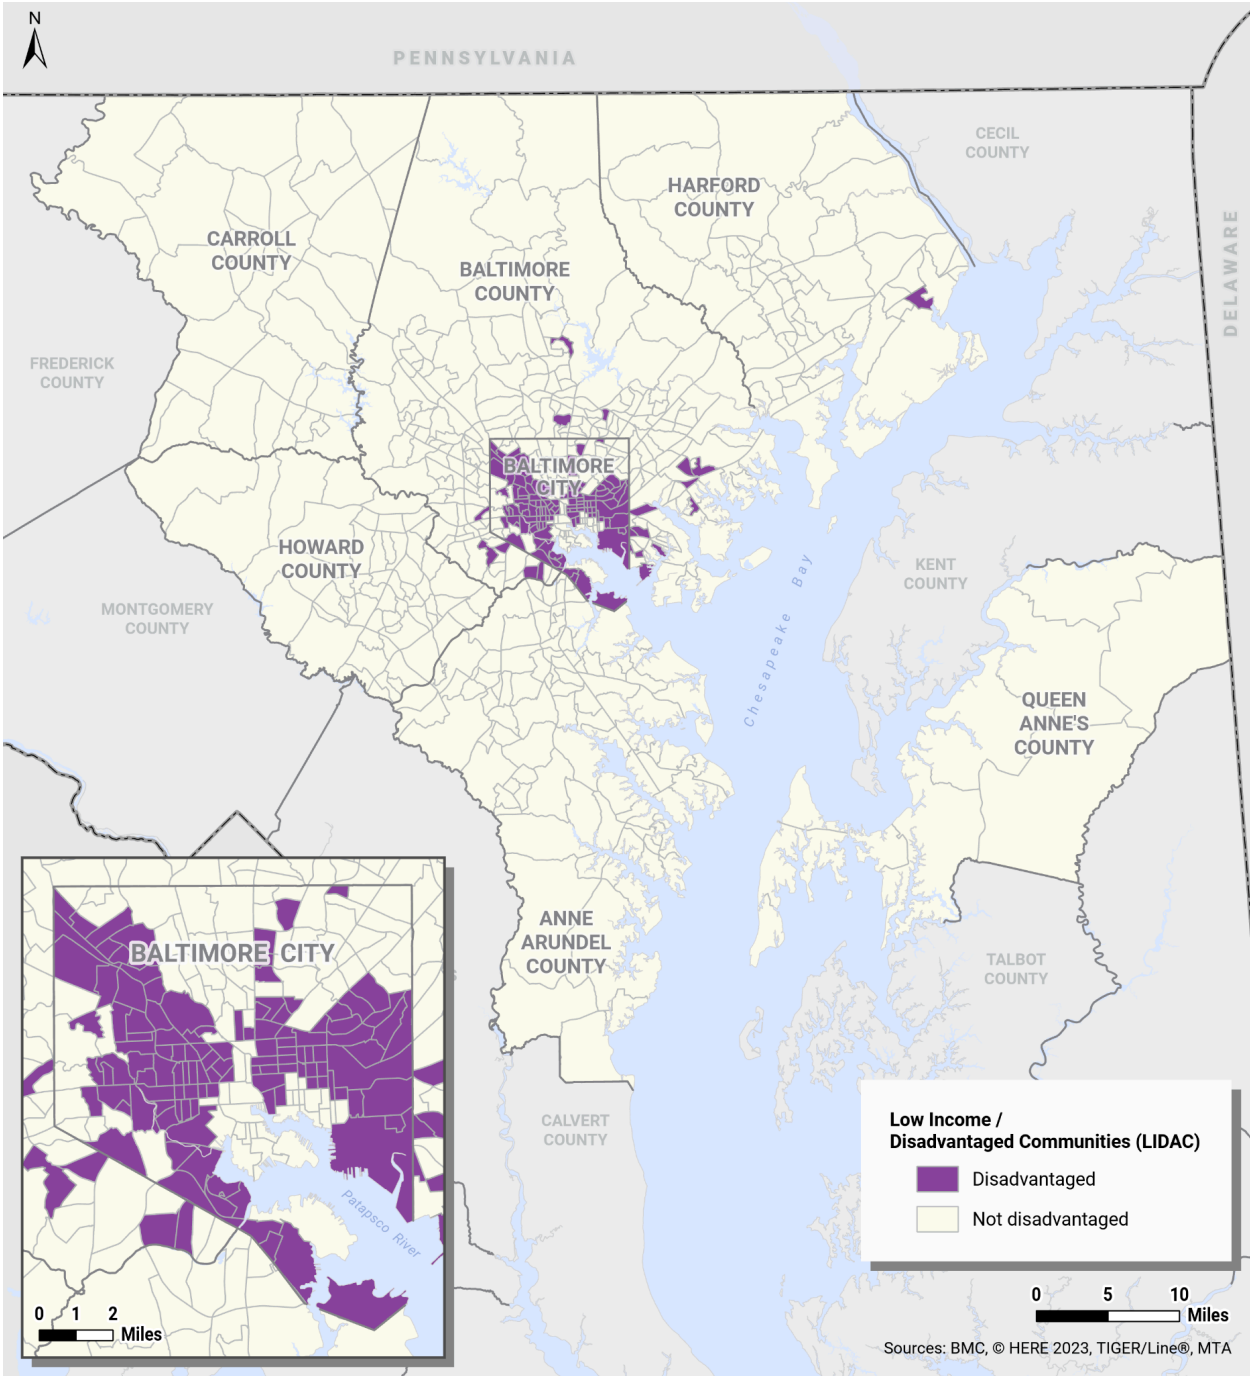 N
PENNSYLVANIA
CECIL
COUNTY
HARFORD
COUNTY
CARROLL
COUNTY
BALTIMORE
COUNTY
DELAWARE
FREDERICK
COUNTY
BALTIMORE
CITY
HOWARD
COUNTY
KENT
COUNTY
MONTGOMERY
COUNTY
Chesapeake Bay
QUEEN
ANNE'S
COUNTY
ANNE
ARUNDEL
COUNTY
TALBOT
COUNTY
CALVERT
COUNTY
BALTIMORE CITY
Patapsco River
0 1 2
Miles
Low Income /
Disadvantaged Communities (LIDAC)
Disadvantaged
Not disadvantaged
0 5 10
Miles
Sources: BMC, © HERE 2023, TIGER/Line®, MTA